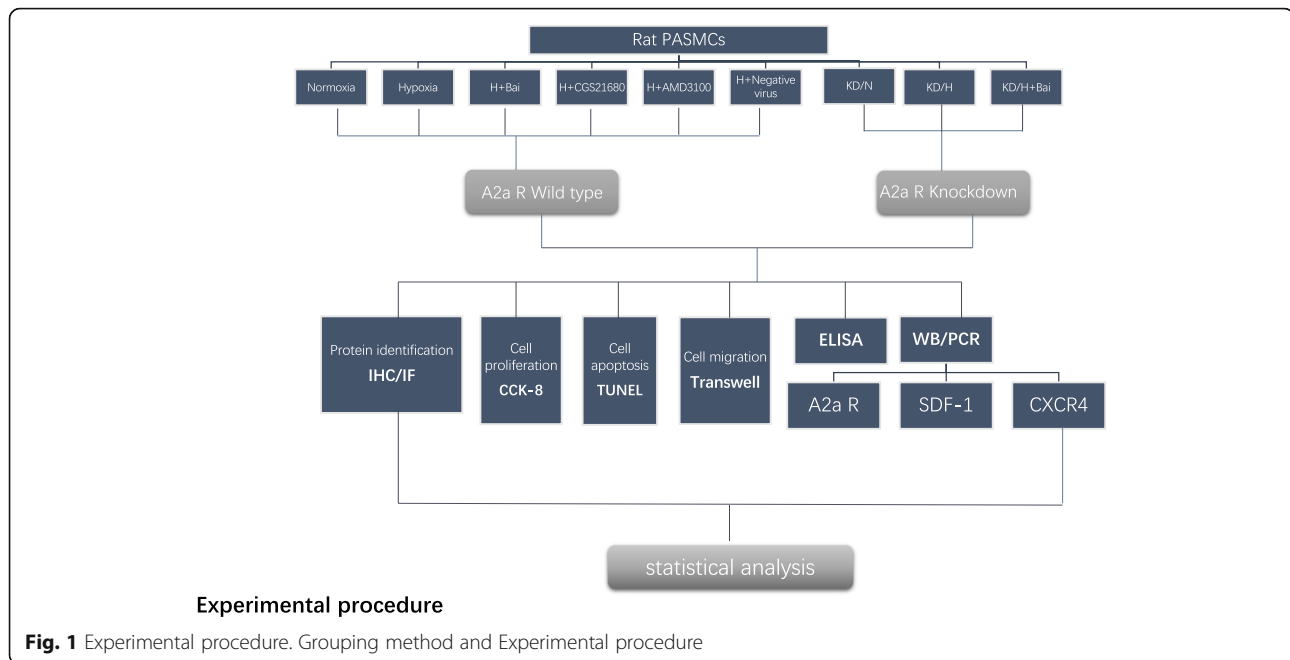 Rat PASMCs
Normoxia
Hypoxia
H+Bai
H+CGS21680
H+AMD3100
H+Negative
virus
KD/N
KD/H
KD/H+Bai
A2a R Wild type
A2a R Knockdown
Protein identification
IHC/IF
Cell
proliferation
CCK-8
Cell
apoptosis
TUNEL
Cell migration
Transwell
ELISA
WB/PCR
A2a R
SDF-1
CXCR4
statistical analysis
Experimental procedure
Fig. 1 Experimental procedure. Grouping method and Experimental procedure